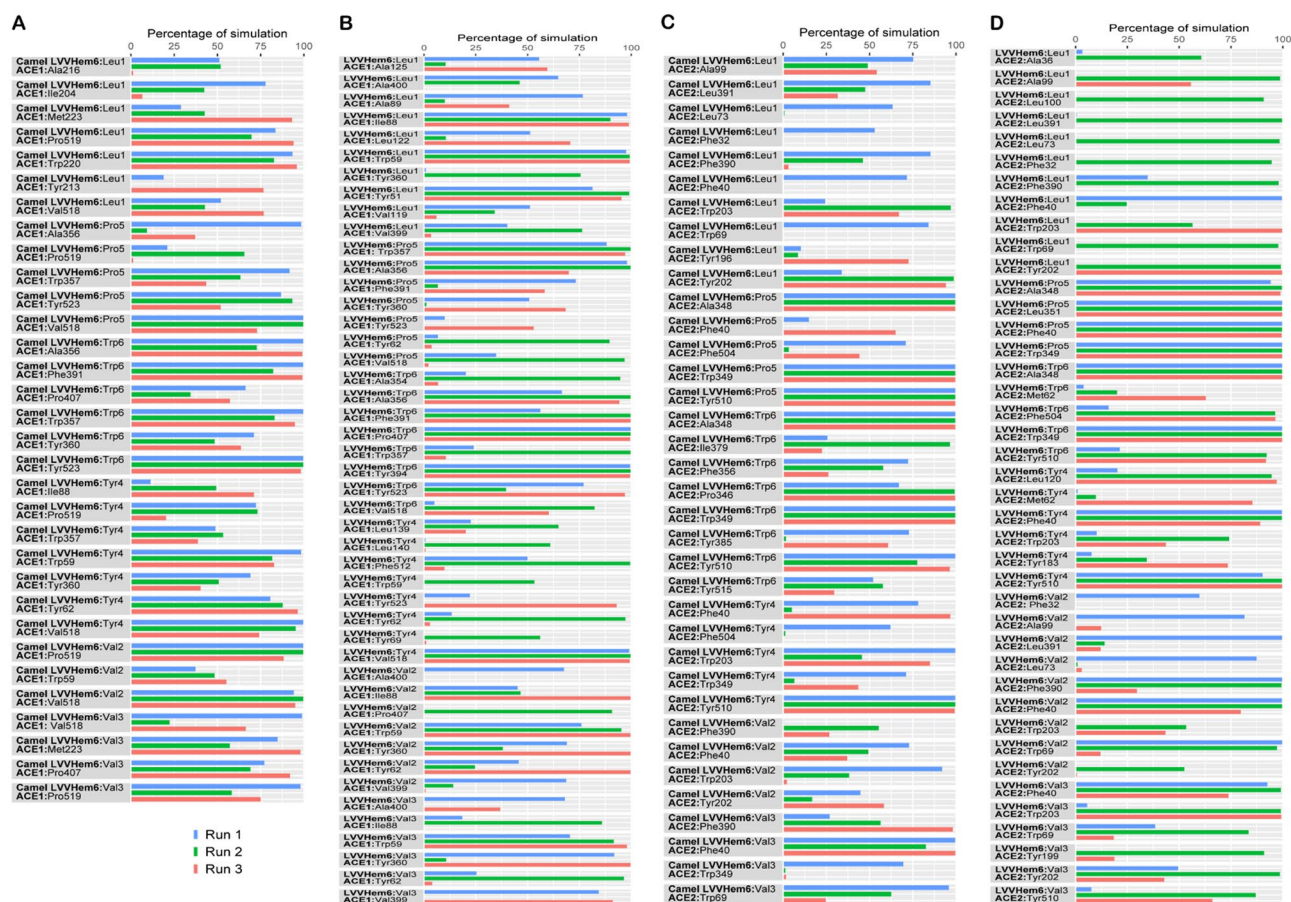 A
Percentage of simulation
0 25 50 75 100
Camel LVVHem6:Leu1
ACE1:Ala216
Camel LVVHem6:Leu1
ACE1:Ile204
Camel LVVHem6:Leu1
ACE1:Met223
Camel LVVHem6:Leu1
ACE1:Pro519
Camel LVVHem6:Leu1
ACE1:Trp220
Camel LVVHem6:Leu1
ACE1:Tyr213
Camel LVVHem6:Leu1
ACE1:Val518
Camel LVVHem6:Pro5
ACE1:Ala356
Camel LVVHem6:Pro5
ACE1:Pro519
Camel LVVHem6:Pro5
ACE1:Trp357
Camel LVVHem6:Pro5
ACE1:Tyr523
Camel LVVHem6:Pro5
ACE1:Val518
Camel LVVHem6:Trp6
ACE1:Ala356
Camel LVVHem6:Trp6
ACE1:Phe391
Camel LVVHem6:Trp6
ACE1:Pro407
Camel LVVHem6:Trp6
ACE1:Trp357
Camel LVVHem6:Trp6
ACE1:Tyr360
Camel LVVHem6:Trp6
ACE1:Tyr523
Camel LVVHem6:Tyr4
ACE1:Ile88
Camel LVVHem6:Tyr4
ACE1:Pro519
Camel LVVHem6:Tyr4
ACE1:Trp357
Camel LVVHem6:Tyr4
ACE1:Trp59
Camel LVVHem6:Tyr4
ACE1:Tyr360
Camel LVVHem6:Tyr4
ACE1:Tyr62
Camel LVVHem6:Tyr4
ACE1:Val518
Camel LVVHem6:Val2
ACE1:Pro519
Camel LVVHem6:Val2
ACE1:Trp59
Camel LVVHem6:Val2
ACE1:Val518
Camel LVVHem6:Val3
ACE1: Val518
Camel LVVHem6:Val3
ACE1:Met223
Camel LVVHem6:Val3
ACE1:Pro407
Camel LVVHem6:Val3
ACE1:Pro519
Run 1
Run 2
Run 3
B
Percentage of simulation
0 25 50 75 100
LVVHem6:Leu1
ACE1:Ala125
LVVHem6:Leu1
ACE1:Ala400
LVVHem6:Leu1
ACE1:Ala89
LVVHem6:Leu1
ACE1:Ile88
LVVHem6:Leu1
ACE1:Leu122
LVVHem6:Leu1
ACE1:Trp59
LVVHem6:Leu1
ACE1:Tyr360
LVVHem6:Leu1
ACE1:Tyr51
LVVHem6:Leu1
ACE1:Val119
LVVHem6:Leu1
ACE1:Val399
LVVHem6:Pro5
ACE1: Trp357
LVVHem6:Pro5
ACE1:Ala356
LVVHem6:Pro5
ACE1:Phe391
LVVHem6:Pro5
ACE1:Tyr360
LVVHem6:Pro5
ACE1:Tyr523
LVVHem6:Pro5
ACE1:Tyr62
LVVHem6:Pro5
ACE1:Val518
LVVHem6:Trp6
ACE1:Ala354
LVVHem6:Trp6
ACE1:Ala356
LVVHem6:Trp6
ACE1:Phe391
LVVHem6:Trp6
ACE1:Pro407
LVVHem6:Trp6
ACE1:Trp357
LVVHem6:Trp6
ACE1:Tyr394
LVVHem6:Trp6
ACE1:Tyr523
LVVHem6:Trp6
ACE1:Val518
LVVHem6:Tyr4
ACE1:Leu139
LVVHem6:Tyr4
ACE1:Leu140
LVVHem6:Tyr4
ACE1:Phe512
LVVHem6:Tyr4
ACE1:Trp59
LVVHem6:Tyr4
ACE1:Tyr523
LVVHem6:Tyr4
ACE1:Tyr62
LVVHem6:Tyr4
ACE1:Tyr69
LVVHem6:Tyr4
ACE1:Val518
LVVHem6:Val2
ACE1:Ala400
LVVHem6:Val2
ACE1:Ile88
LVVHem6:Val2
ACE1:Pro407
LVVHem6:Val2
ACE1:Trp59
LVVHem6:Val2
ACE1:Tyr360
LVVHem6:Val2
ACE1:Tyr62
LVVHem6:Val2
ACE1:Val399
LVVHem6:Val3
ACE1:Ala400
LVVHem6:Val3
ACE1:Ile88
LVVHem6:Val3
ACE1:Trp59
LVVHem6:Val3
ACE1:Tyr360
LVVHem6:Val3
ACE1:Tyr62
LVVHem6:Val3
ACE1:Val399
C
Percentage of simulation
0 25 50 75 100
Camel LVVHem6:Leu1
ACE2:Ala99
Camel LVVHem6:Leu1
ACE2:Leu391
Camel LVVHem6:Leu1
ACE2:Leu73
Camel LVVHem6:Leu1
ACE2:Phe32
Camel LVVHem6:Leu1
ACE2:Phe390
Camel LVVHem6:Leu1
ACE2:Phe40
Camel LVVHem6:Leu1
ACE2:Trp203
Camel LVVHem6:Leu1
ACE2:Trp69
Camel LVVHem6:Leu1
ACE2:Tyr196
Camel LVVHem6:Leu1
ACE2:Tyr202
Camel LVVHem6:Pro5
ACE2:Ala348
Camel LVVHem6:Pro5
ACE2:Phe40
Camel LVVHem6:Pro5
ACE2:Phe504
Camel LVVHem6:Pro5
ACE2:Trp349
Camel LVVHem6:Pro5
ACE2:Tyr510
Camel LVVHem6:Trp6
ACE2:Ala348
Camel LVVHem6:Trp6
ACE2:Ile379
Camel LVVHem6:Trp6
ACE2:Phe356
Camel LVVHem6:Trp6
ACE2:Pro346
Camel LVVHem6:Trp6
ACE2:Trp349
Camel LVVHem6:Trp6
ACE2:Tyr385
Camel LVVHem6:Trp6
ACE2:Tyr510
Camel LVVHem6:Trp6
ACE2:Tyr515
Camel LVVHem6:Tyr4
ACE2:Phe40
Camel LVVHem6:Tyr4
ACE2:Phe504
Camel LVVHem6:Tyr4
ACE2:Trp203
Camel LVVHem6:Tyr4
ACE2:Trp349
Camel LVVHem6:Tyr4
ACE2:Tyr510
Camel LVVHem6:Val2
ACE2:Phe390
Camel LVVHem6:Val2
ACE2:Phe40
Camel LVVHem6:Val2
ACE2:Trp203
Camel LVVHem6:Val2
ACE2:Tyr202
Camel LVVHem6:Val3
ACE2:Phe390
Camel LVVHem6:Val3
ACE2:Phe40
Camel LVVHem6:Val3
ACE2:Trp349
Camel LVVHem6:Val3
ACE2:Trp69
D
Percentage of simulation
0 25 50 75 100
LVVHem6:Leu1
ACE2:Ala36
LVVHem6:Leu1
ACE2:Ala99
LVVHem6:Leu1
ACE2:Leu100
LVVHem6:Leu1
ACE2:Leu391
LVVHem6:Leu1
ACE2:Leu73
LVVHem6:Leu1
ACE2:Phe32
LVVHem6:Leu1
ACE2:Phe390
LVVHem6:Leu1
ACE2:Phe40
LVVHem6:Leu1
ACE2:Trp203
LVVHem6:Leu1
ACE2:Trp69
LVVHem6:Leu1
ACE2:Tyr202
LVVHem6:Pro5
ACE2:Ala348
LVVHem6:Pro5
ACE2:Leu351
LVVHem6:Pro5
ACE2:Phe40
LVVHem6:Pro5
ACE2:Trp349
LVVHem6:Trp6
ACE2:Ala348
LVVHem6:Trp6
ACE2:Met62
LVVHem6:Trp6
ACE2:Phe504
LVVHem6:Trp6
ACE2:Trp349
LVVHem6:Trp6
ACE2:Tyr510
LVVHem6:Tyr4
ACE2:Leu120
LVVHem6:Tyr4
ACE2:Met62
LVVHem6:Tyr4
ACE2:Phe40
LVVHem6:Tyr4
ACE2:Trp203
LVVHem6:Tyr4
ACE2:Tyr183
LVVHem6:Tyr4
ACE2:Tyr510
LVVHem6:Val2
ACE2: Phe32
LVVHem6:Val2
ACE2:Ala99
LVVHem6:Val2
ACE2:Leu391
LVVHem6:Val2
ACE2:Leu73
LVVHem6:Val2
ACE2:Phe390
LVVHem6:Val2
ACE2:Phe40
LVVHem6:Val2
ACE2:Trp203
LVVHem6:Val2
ACE2:Trp69
LVVHem6:Val2
ACE2:Tyr202
LVVHem6:Val3
ACE2:Phe40
LVVHem6:Val3
ACE2:Trp203
LVVHem6:Val3
ACE2:Trp69
LVVHem6:Val3
ACE2:Tyr199
LVVHem6:Val3
ACE2:Tyr202
LVVHem6:Val3
ACE2:Tyr510